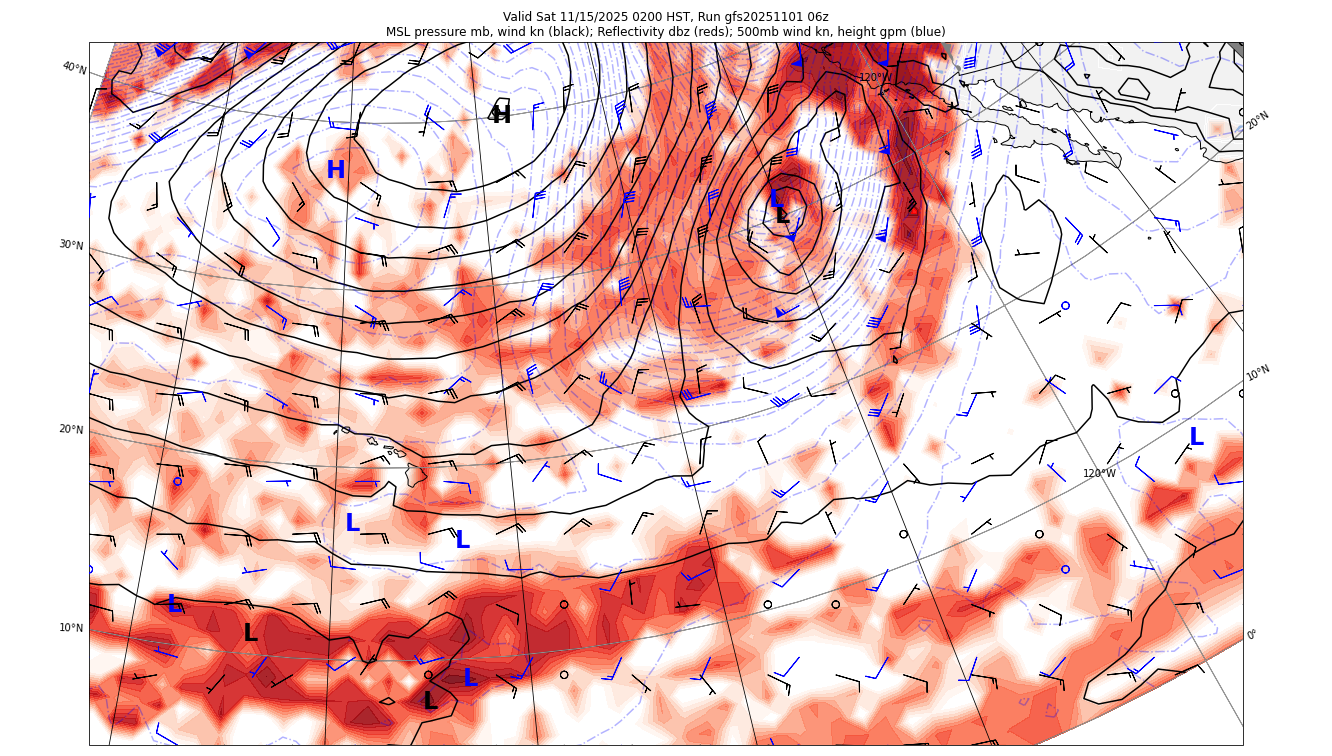 Valid Sat 11/15/2025 0200 HST, Run gfs20251101 06z
MSL pressure mb, wind kn (black); Reflectivity dbz (reds); 500mb wind kn, height gpm (blue)
40°N
120°W
20°N
H
H
L
L
30°N
10°N
20°N
L
120°W
L
L
L
10°N
L
0°
L
L